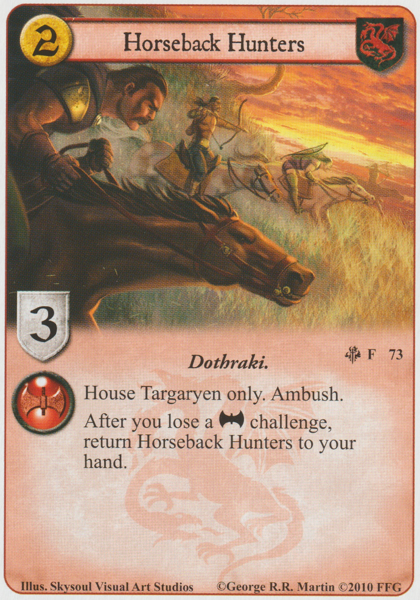 2
Horseback Hunters
3
F 73
Dothraki.
House Targaryen only. Ambush.
After you lose a challenge,
return Horseback Hunters to your
hand.
Illus. Skysoul Visual Art Studios ©George R.R. Martin ©2010 FFG